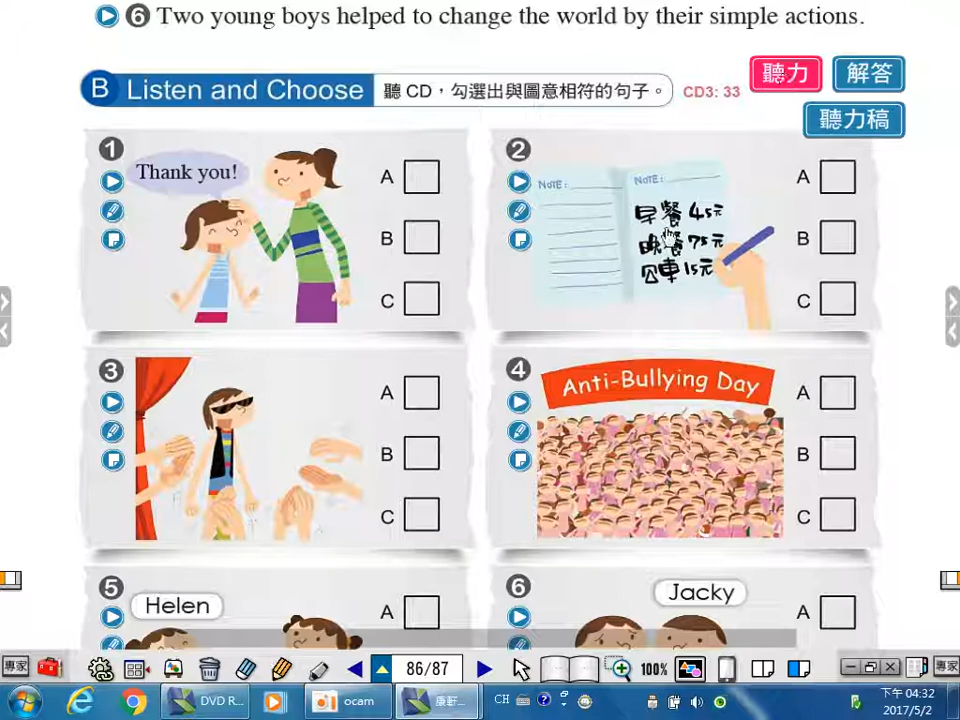 6 Two young boys helped to change the world by their simple actions.
B Listen and Choose 聽 CD，勾選出與圖意相符的句子。 CD3: 33
聽力 解答
聽力稿
1
Thank you!
A
B
C
2
NOTE: NOTE:
早餐 45元
晚餐 75元
公車 15元
A
B
C
3
A
B
C
4
Anti-Bullying Day
A
B
C
5
Helen
A
6
Jacky
A
專家 86/87 100% 專家
DVD R... ocam 康軒... CH 下午 04:32
2017/5/2